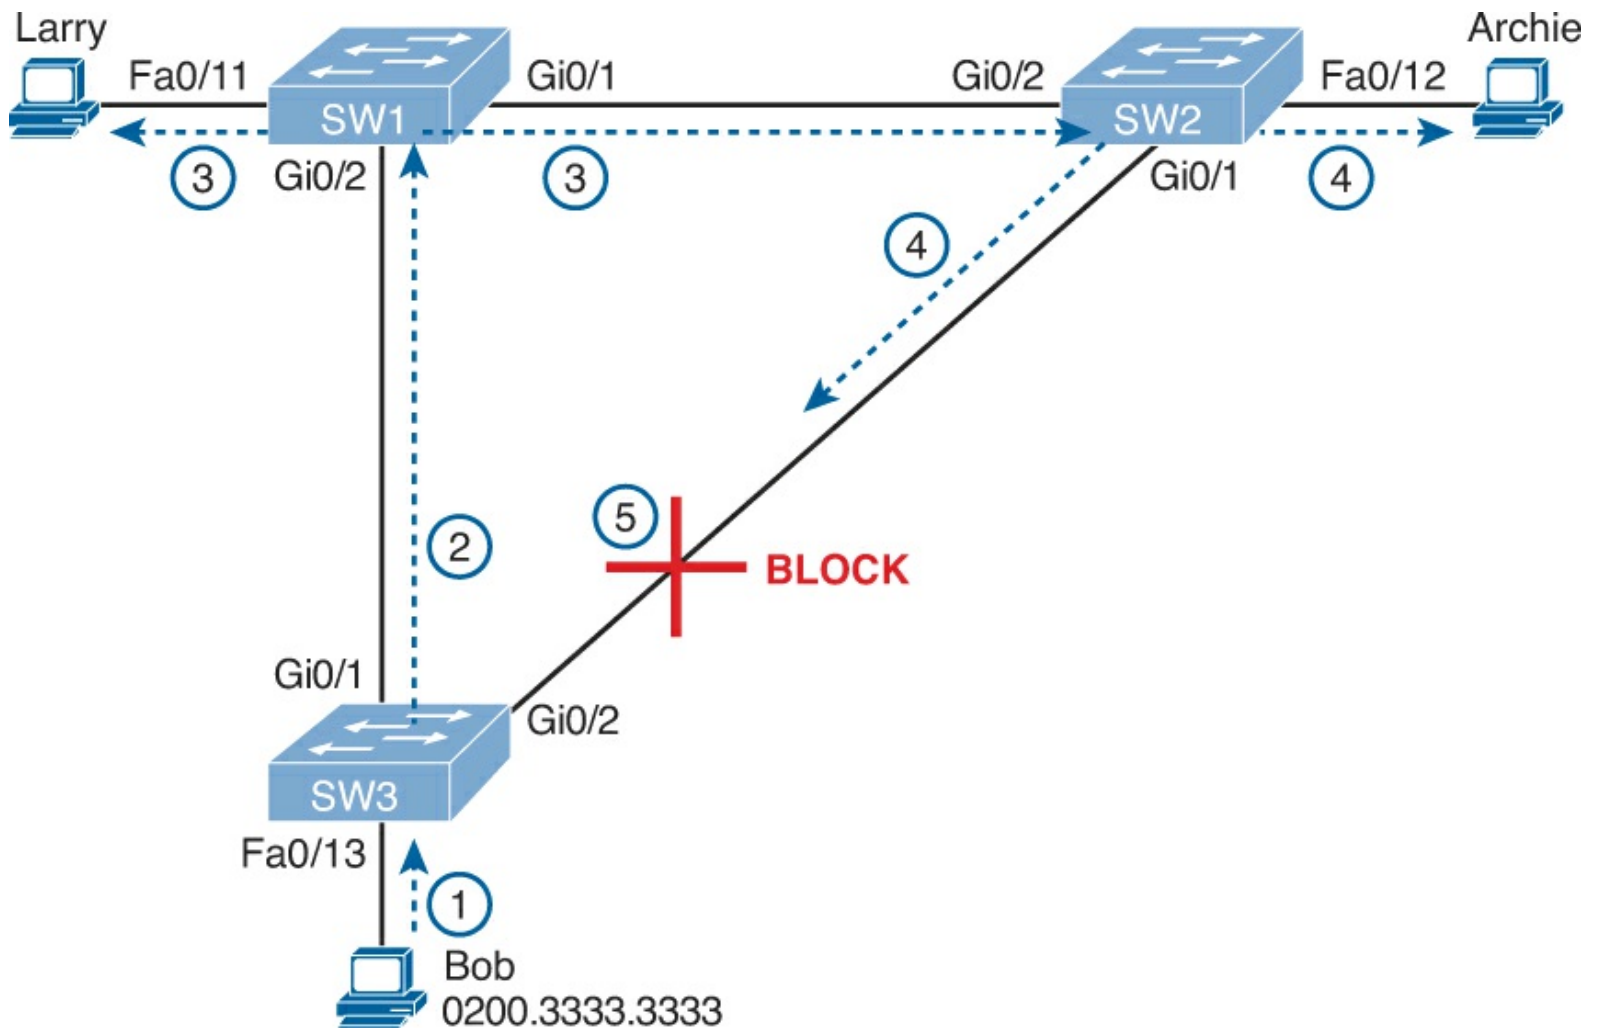 Larry
Archie
Fa0/11
Gi0/1
Gi0/2
Fa0/12
SW1
SW2
3
Gi0/2
3
Gi0/1
4
4
5
2
BLOCK
Gi0/1
Gi0/2
SW3
Fa0/13
1
Bob
0200.3333.3333